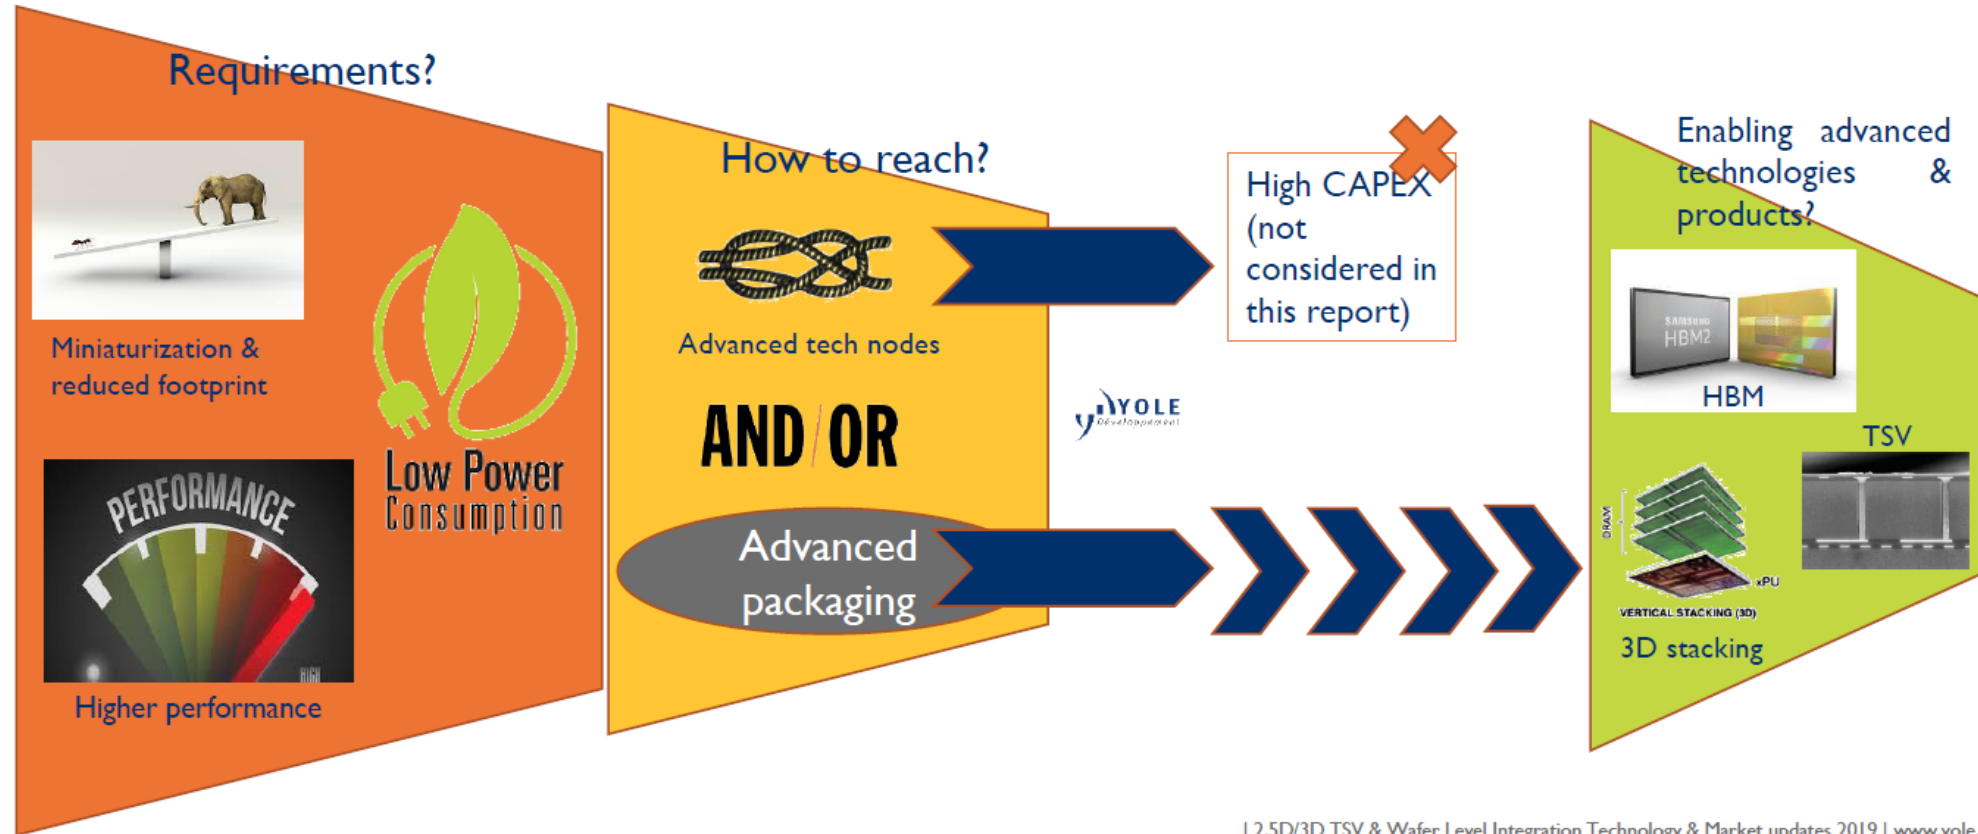 Requirements?
Miniaturization &
reduced footprint
Low Power
Consumption
PERFORMANCE
HIGH
Higher performance
How to reach?
Advanced tech nodes
AND/OR
Advanced
packaging
High CAPEX
(not
considered in
this report)
YOLE
Développement
Enabling advanced
technologies &
products?
SAMSUNG
HBM2
HBM
TSV
DRAM
xPU
VERTICAL STACKING (3D)
3D stacking
| 2.5D/3D TSV & Wafer Level Integration Technology & Market updates 2019 | www.yole